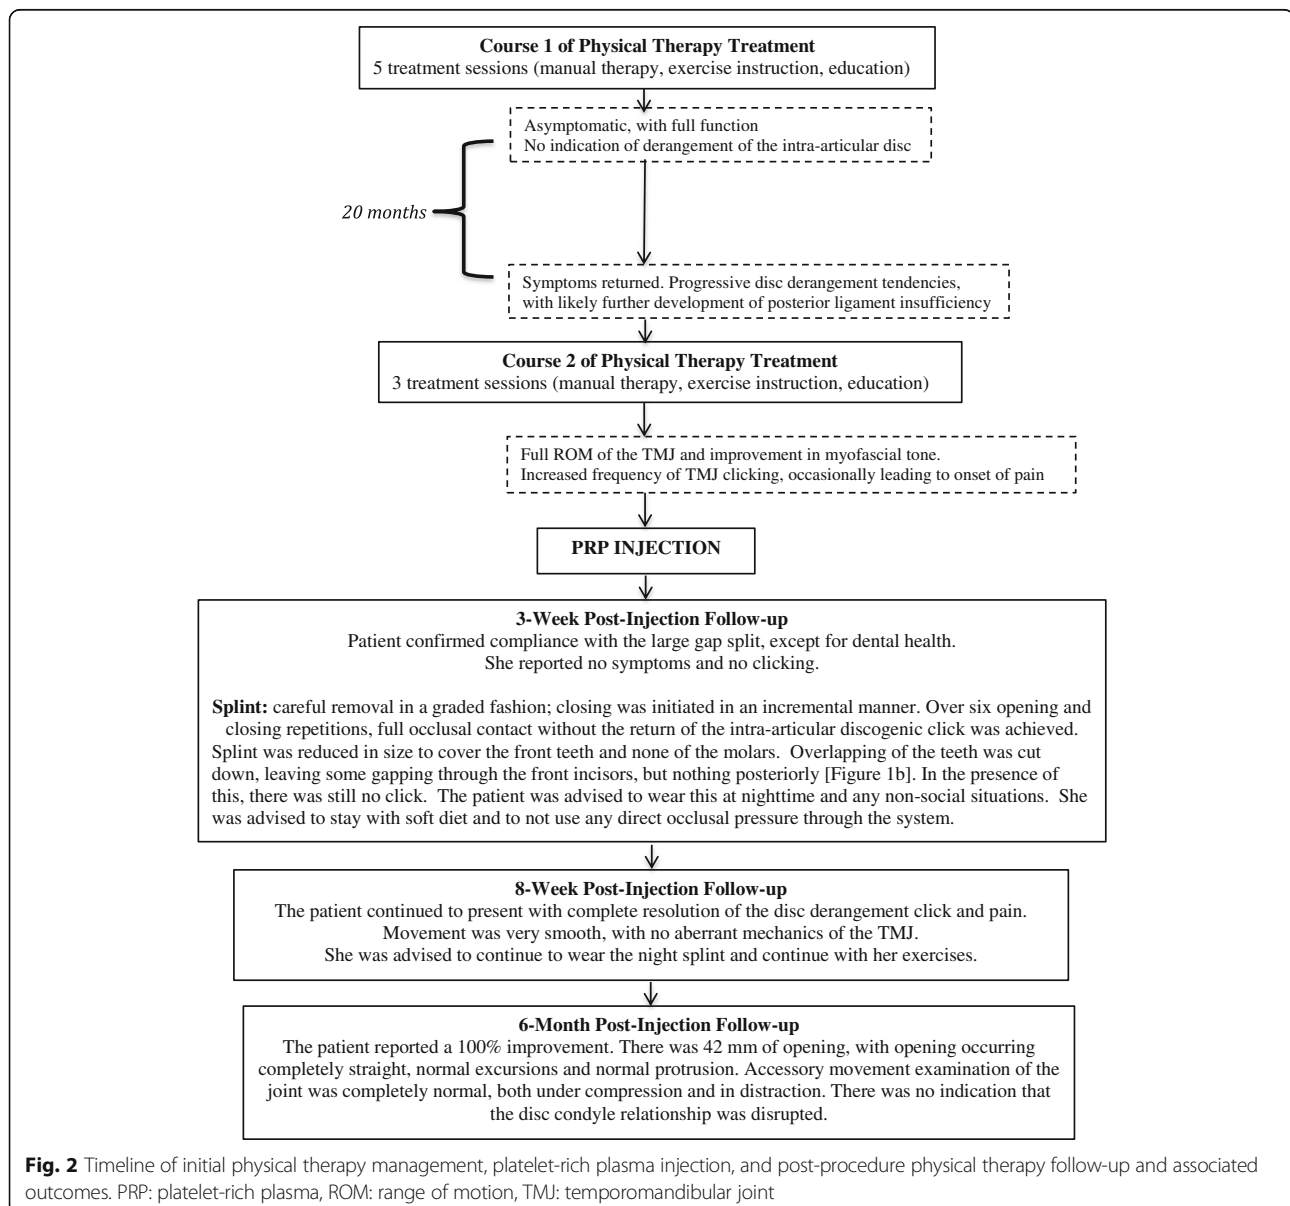 Course 1 of Physical Therapy Treatment
5 treatment sessions (manual therapy, exercise instruction, education)
Asymptomatic, with full function
No indication of derangement of the intra-articular disc
20 months
Symptoms returned. Progressive disc derangement tendencies,
with likely further development of posterior ligament insufficiency
Course 2 of Physical Therapy Treatment
3 treatment sessions (manual therapy, exercise instruction, education)
Full ROM of the TMJ and improvement in myofascial tone.
Increased frequency of TMJ clicking, occasionally leading to onset of pain
PRP INJECTION
3-Week Post-Injection Follow-up
Patient confirmed compliance with the large gap split, except for dental health.
She reported no symptoms and no clicking.
Splint: careful removal in a graded fashion; closing was initiated in an incremental manner. Over six opening and
closing repetitions, full occlusal contact without the return of the intra-articular discogenic click was achieved.
Splint was reduced in size to cover the front teeth and none of the molars. Overlapping of the teeth was cut
down, leaving some gapping through the front incisors, but nothing posteriorly [Figure 1b]. In the presence of
this, there was still no click. The patient was advised to wear this at nighttime and any non-social situations. She
was advised to stay with soft diet and to not use any direct occlusal pressure through the system.
8-Week Post-Injection Follow-up
The patient continued to present with complete resolution of the disc derangement click and pain.
Movement was very smooth, with no aberrant mechanics of the TMJ.
She was advised to continue to wear the night splint and continue with her exercises.
6-Month Post-Injection Follow-up
The patient reported a 100% improvement. There was 42 mm of opening, with opening occurring
completely straight, normal excursions and normal protrusion. Accessory movement examination of the
joint was completely normal, both under compression and in distraction. There was no indication that
the disc condyle relationship was disrupted.
Fig. 2 Timeline of initial physical therapy management, platelet-rich plasma injection, and post-procedure physical therapy follow-up and associated
outcomes. PRP: platelet-rich plasma, ROM: range of motion, TMJ: temporomandibular joint